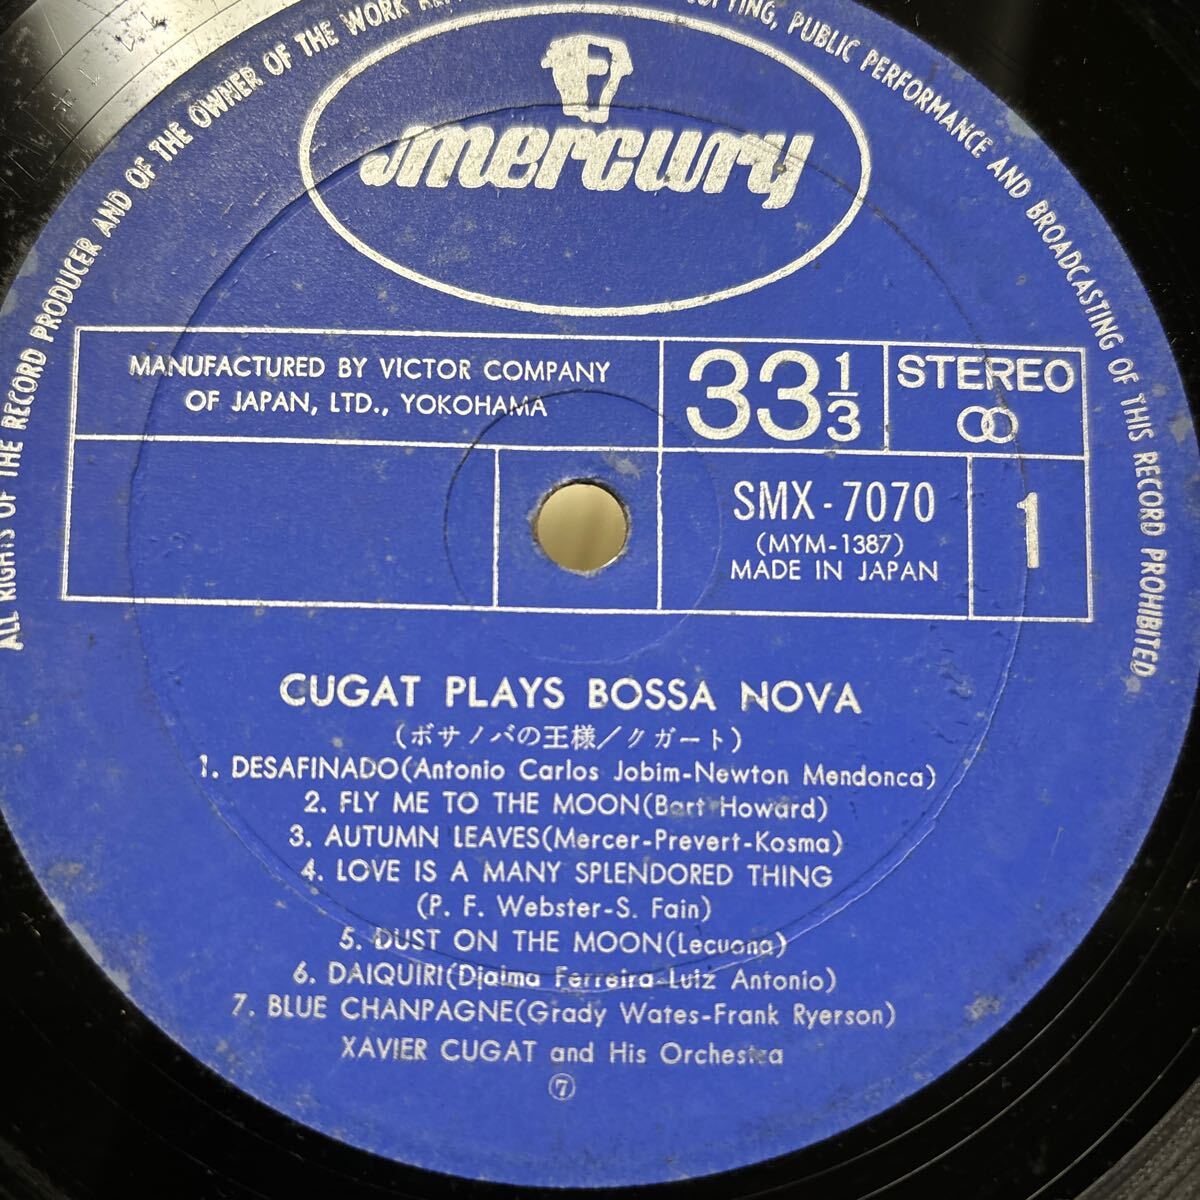 ALL RIGHTS OF THE RECORD PRODUCER AND OF THE OWNER OF THE WORK
PUBLIC PERFORMANCE AND BROADCASTING OF THIS RECORD PROHIBITED
mercury
MANUFACTURED BY VICTOR COMPANY
OF JAPAN, LTD., YOKOHAMA
33 1/3
STEREO
SMX-7070
(MYM-1387)
MADE IN JAPAN
1
CUGAT PLAYS BOSSA NOVA
(ボサノバの王様/クガート)
1. DESAFINADO(Antonio Carlos Jobim-Newton Mendonca)
2. FLY ME TO THE MOON(Bart Howard)
3. AUTUMN LEAVES(Mercer-Prevert-Kosma)
4. LOVE IS A MANY SPLENDORED THING
(P. F. Webster-S. Fain)
5. DUST ON THE MOON(Lecuona)
6. DAIQUIRI(Djaima Ferreira-Luiz Antonio)
7. BLUE CHANPAGNE(Grady Wates-Frank Ryerson)
XAVIER CUGAT and His Orchestra
⑦